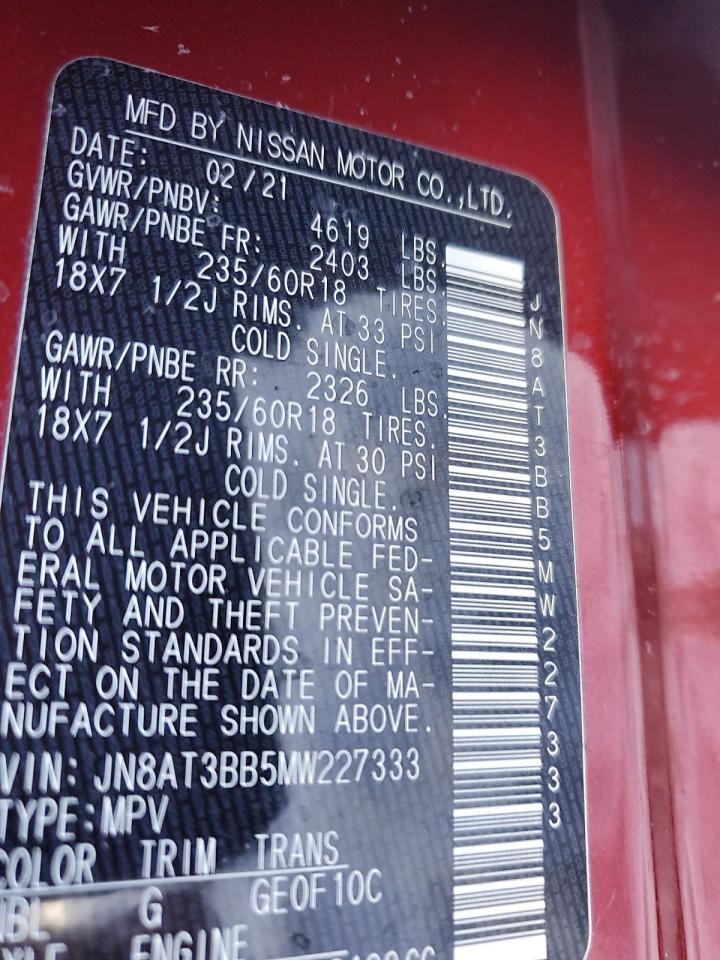 MFD BY NISSAN MOTOR CO.,LTD.
DATE: 02/21
GVWR/PNBV: 4619 LBS.
GAWR/PNBE FR: 2403 LBS.
WITH 235/60R18 TIRES.
18X7 1/2J RIMS. AT 33 PSI
COLD SINGLE.
GAWR/PNBE RR: 2326 LBS.
WITH 235/60R18 TIRES.
18X7 1/2J RIMS. AT 30 PSI
COLD SINGLE.
THIS VEHICLE CONFORMS
TO ALL APPLICABLE FED-
ERAL MOTOR VEHICLE SA-
FETY AND THEFT PREVEN-
TION STANDARDS IN EFF-
ECT ON THE DATE OF MA-
NUFACTURE SHOWN ABOVE.
VIN: JN8AT3BB5MW227333
TYPE: MPV
COLOR TRIM TRANS
NBL G GE0F10C
ENGINE
JN8AT3BB5MW227333